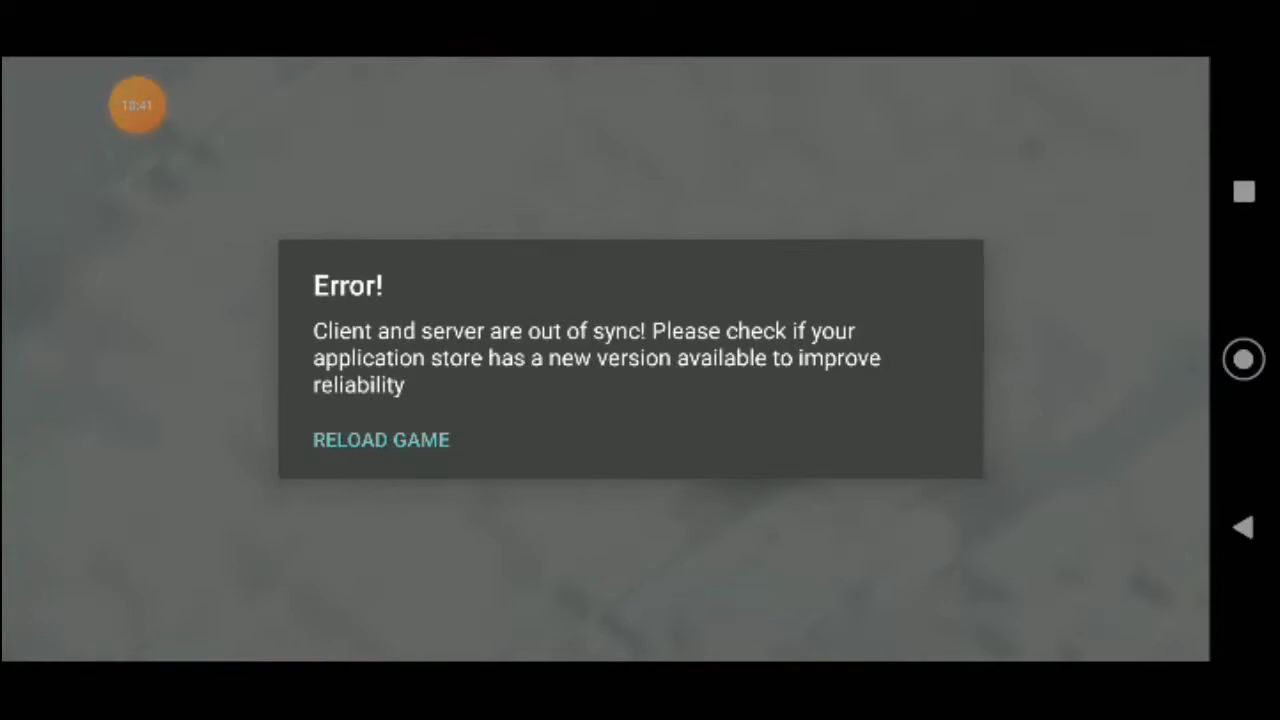 Error!
Client and server are out of sync! Please check if your
application store has a new version available to improve
reliability
RELOAD GAME